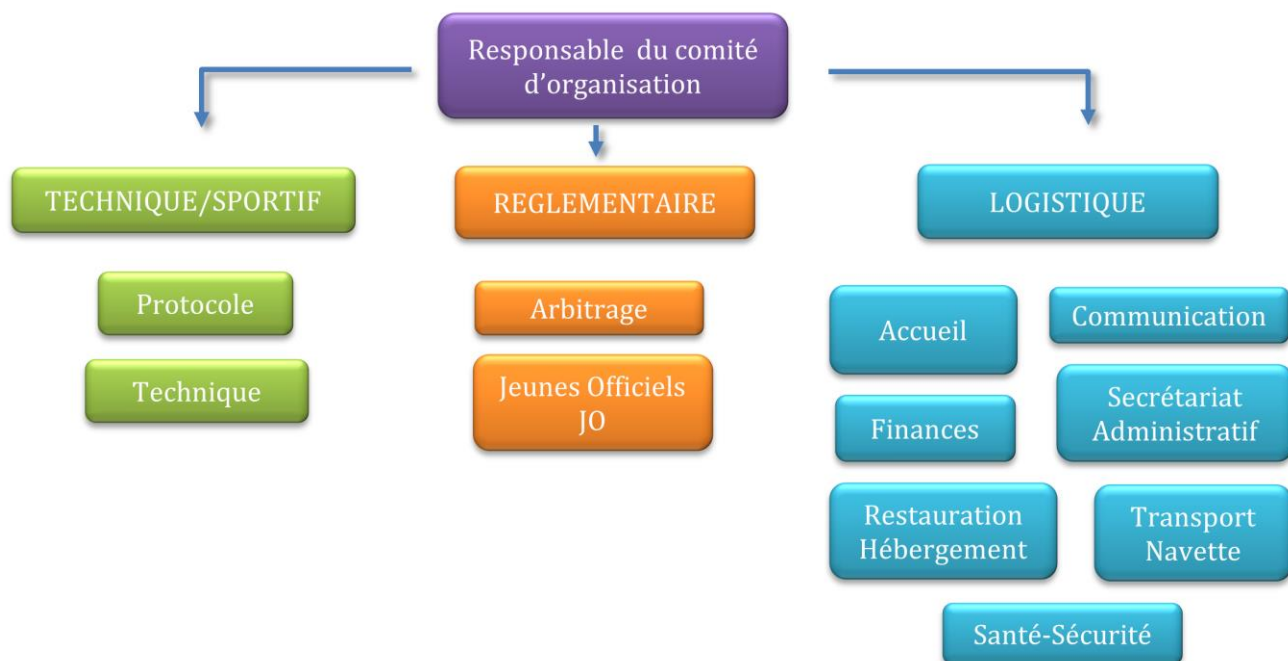 Responsable du comité
d'organisation
TECHNIQUE/SPORTIF
REGLEMENTAIRE
LOGISTIQUE
Protocole
Technique
Arbitrage
Jeunes Officiels
JO
Accueil
Communication
Finances
Secrétariat
Administratif
Restauration
Hébergement
Transport
Navette
Santé-Sécurité